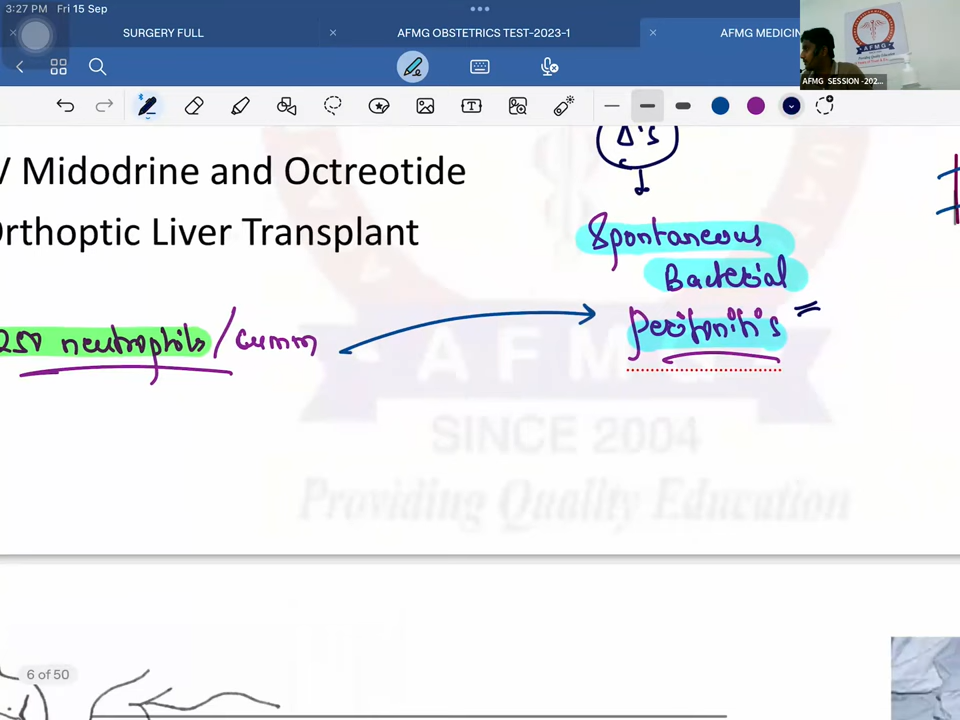 3:27 PM Fri 15 Sep
SURGERY FULL
AFMG OBSTETRICS TEST-2023-1
AFMG MEDICIN
AFMG
AFMG SESSION -202...
V Midodrine and Octreotide
Orthoptic Liver Transplant
Δ's
Spontaneous
Bacterial
Peritonitis
250 neutrophils / cumm
AFMG
SINCE 2004
Providing Quality Education
6 of 50